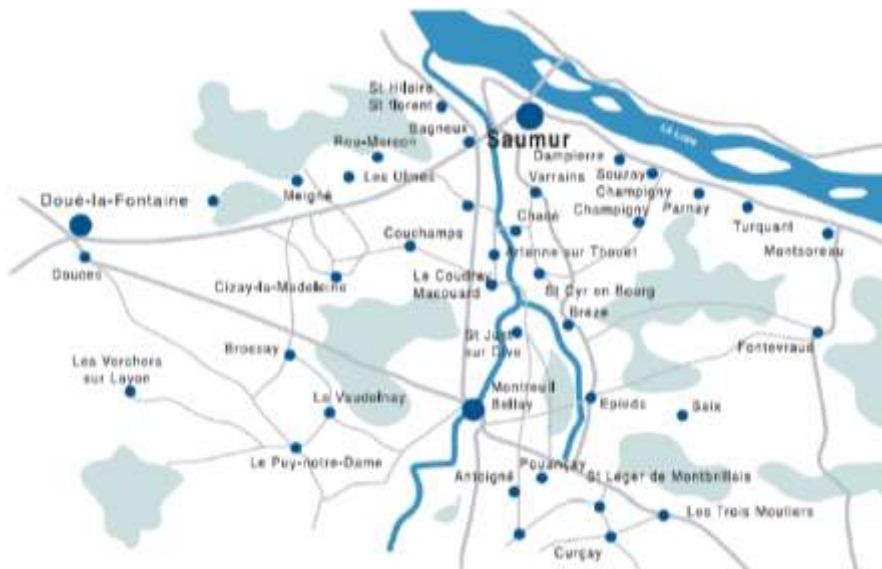 St Hilaire
St florent
Bagneux
Saumur
La Loire
Rou-Marson
Dampierre
Les Ulmes
Varrains
Souzay
Champigny
Meigné
Doué-la-Fontaine
Champigny
Parnay
Chacé
Turquant
Couchamps
Montsoreau
Artanne sur Thouet
Douces
Cizay-la-Madeleine
Le Coudray
Macouard
St Cyr en Bourg
Brézé
St Just
sur Dive
Brossay
Fontevraud
Les Verchers
sur Layon
Montreuil
Bellay
Le Vaudelnay
Epieds
Saix
Le Puy-notre-Dame
Pouançay
Antoigné
St Léger de Montbrillais
Les Trois Mouliers
Curçay